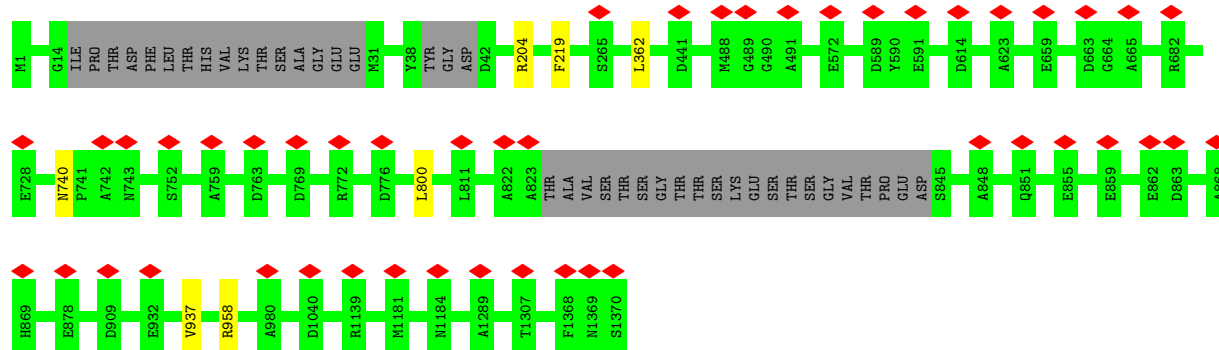 M1 G14 ILE PRO THR ASP PHE LEU THR HIS VAL LYS THR SER ALA GLY GLU GLU M31 Y38 TYR GLY ASP D42 R204 F219 S265 L362 D441 M488 G489 G490 A491 E572 D589 Y590 E591 D614 A623 E659 D663 G664 A665 R682
E728 N740 P741 A742 N743 S752 A759 D763 D769 R772 D776 L800 L811 A822 A823 THR ALA VAL SER THR SER GLY THR THR SER LYS GLU SER THR SER GLY VAL THR PRO GLU ASP S845 A848 Q851 E855 E859 E862 D863
H869 E878 D909 E932 V937 R958 A980 D1040 R1139 M1181 N1184 A1289 T1307 F1368 N1369 S1370